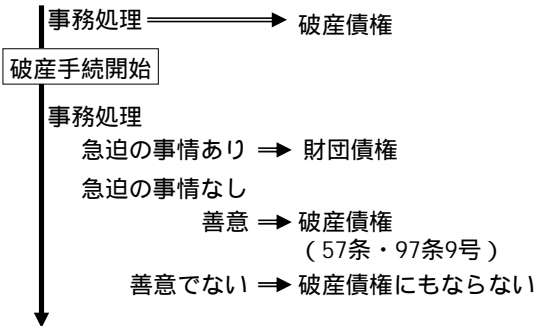 事務処理 破産債権
破産手続開始
事務処理
急迫の事情あり 財団債権
急迫の事情なし
善意 破産債権
(57条・97条9号)
善意でない 破産債権にもならない